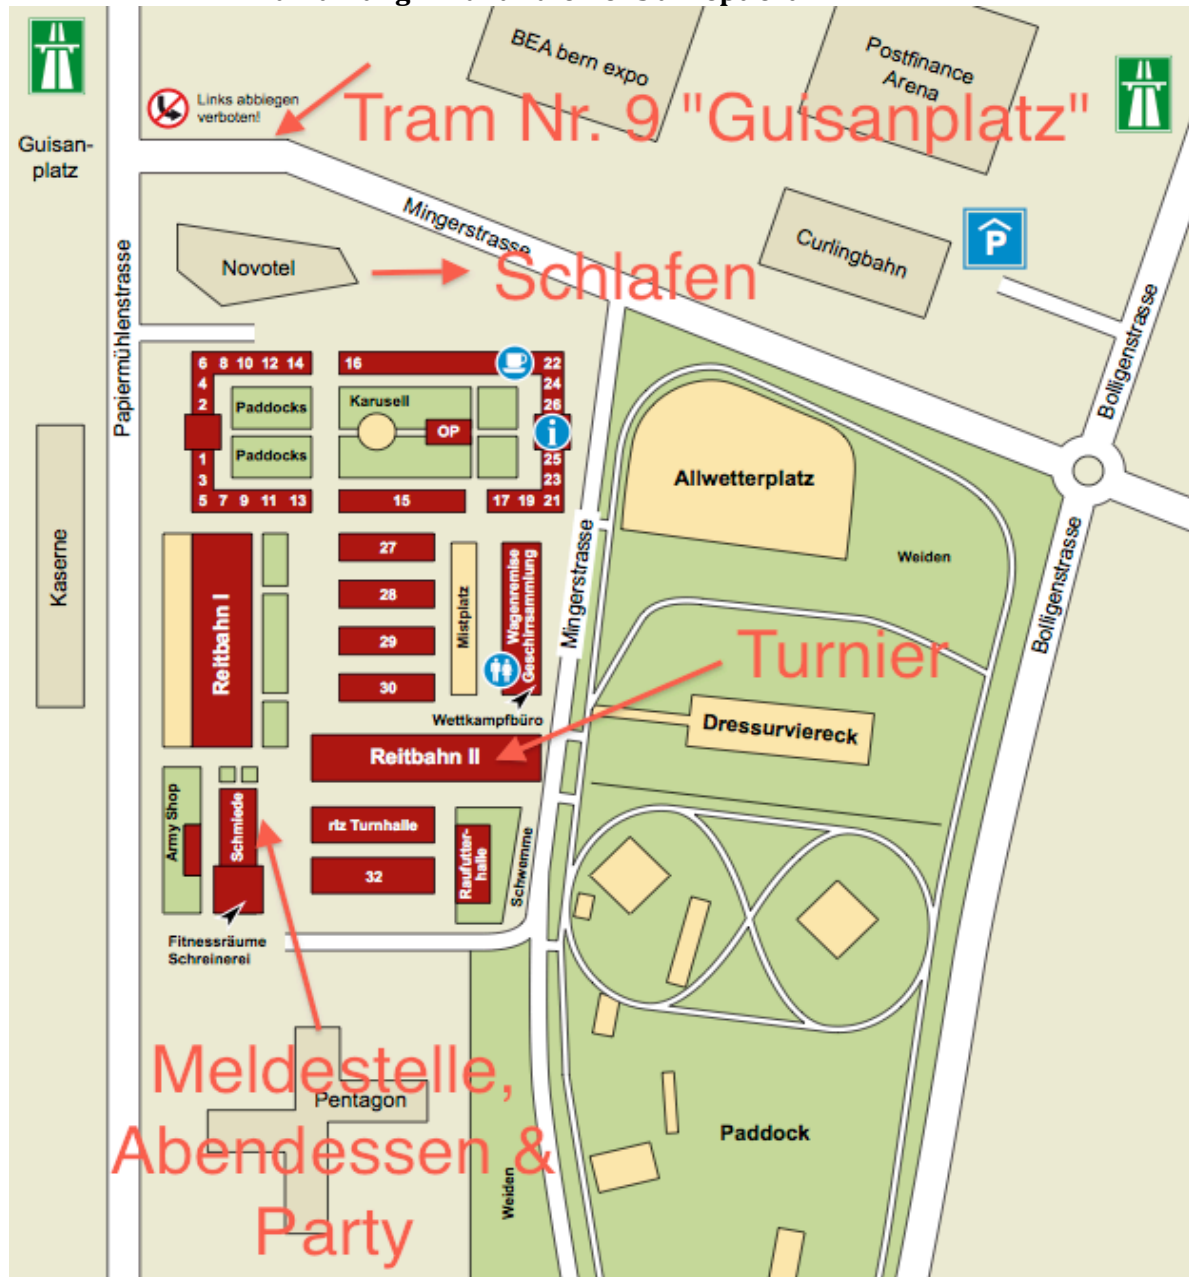 BEA bern expo
Postfinance
Arena
Links abbiegen
verboten!
Tram Nr. 9 "Guisanplatz"
Guisan-
platz
Mingerstrasse
P
Curlingbahn
Novotel
Schlafen
Papiermühlenstrasse
Bolligenstrasse
6 8 10 12 14
16
22
4
24
2
Paddocks
Karusell
26
OP
i
1
Paddocks
25
3
23
5 7 9 11 13
15
17 19 21
Allwetterplatz
Kaserne
27
Weiden
28
Mistplatz
Wagenremise
Geschirrsammlung
Mingerstrasse
Bolligenstrasse
Reitbahn I
29
30
Turnier
Wettkampfbüro
Dressurviereck
Reitbahn II
Army Shop
Schmiede
rtz Turnhalle
Raufutter-
halle
Schwemme
32
Fitnessräume
Schreinerei
Meldestelle,
Pentagon
Abendessen &
Party
Weiden
Paddock